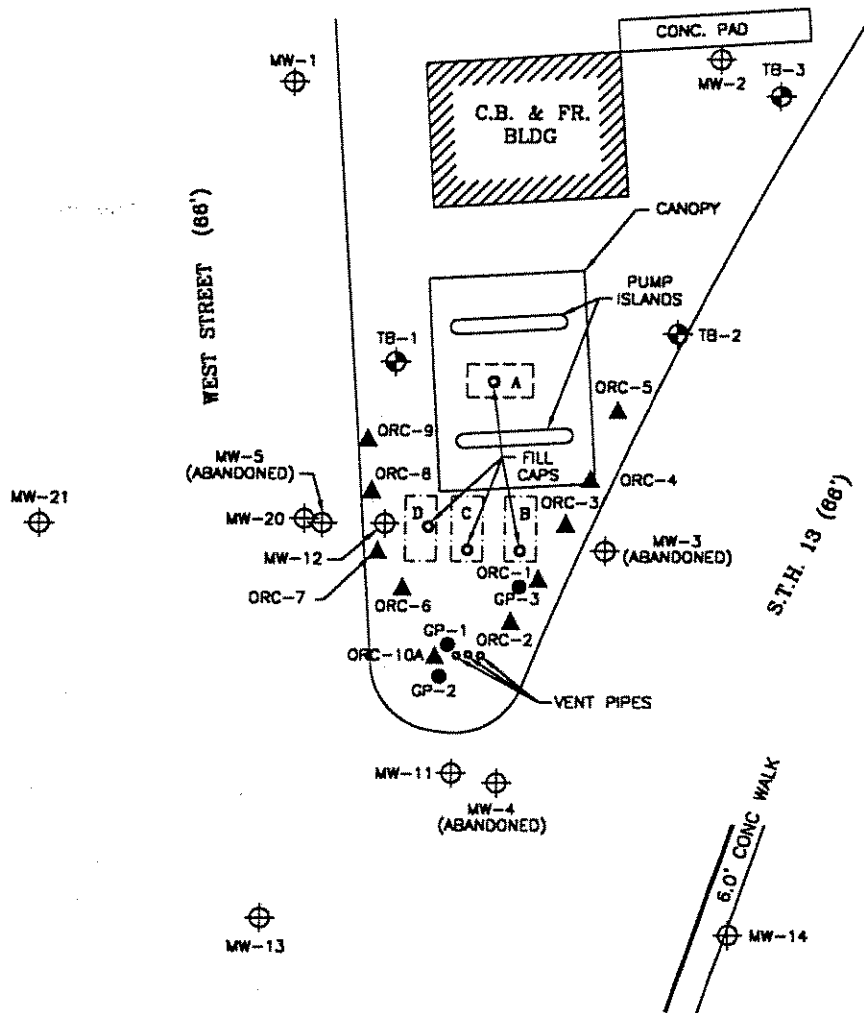 CONC. PAD
MW-1
MW-2
TB-3
C.B. & FR.
BLDG
WEST STREET (66')
CANOPY
PUMP
ISLANDS
TB-1
TB-2
A
ORC-5
ORC-9
MW-5
(ABANDONED)
FILL
CAPS
ORC-8
ORC-4
MW-21
D
C
B
ORC-3
MW-20
MW-12
MW-3
(ABANDONED)
S.T.H. 13 (66')
ORC-7
ORC-1
ORC-6
GP-3
GP-1
ORC-2
ORC-10A
GP-2
VENT PIPES
MW-11
MW-4
(ABANDONED)
6.0' CONC WALK
MW-13
MW-14